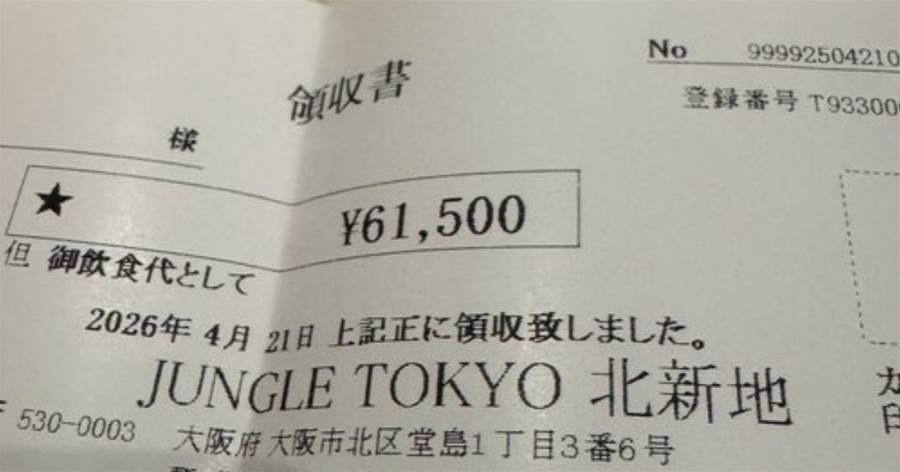 No 99992504210
領収書
登録番号 T93300
様
★ ¥61,500
但 御飲食代として
2026年 4月 21日 上記正に領収致しました。
JUNGLE TOKYO 北新地
530-0003 大阪府大阪市北区堂島1丁目3番6号